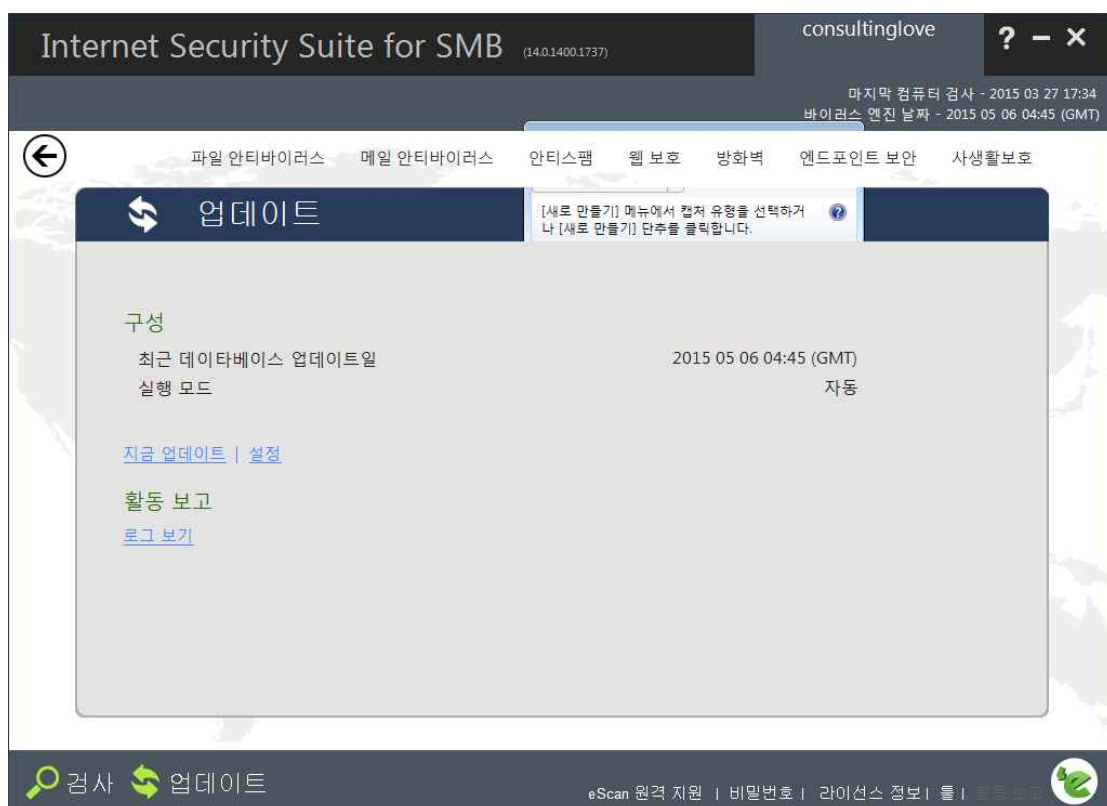 Internet Security Suite for SMB (14.0.1400.1737)
consultinglove
? – ×
마지막 컴퓨터 검사 - 2015 03 27 17:34
바이러스 엔진 날짜 - 2015 05 06 04:45 (GMT)
파일 안티바이러스 메일 안티바이러스 안티스팸 웹 보호 방화벽 엔드포인트 보안 사생활보호
업데이트
[새로 만들기] 메뉴에서 캡처 유형을 선택하거
나 [새로 만들기] 단추를 클릭합니다.
구성
최근 데이타베이스 업데이트일 2015 05 06 04:45 (GMT)
실행 모드 자동
지금 업데이트 | 설정
활동 보고
로그 보기
검사 업데이트
eScan 원격 지원 | 비밀번호 | 라이선스 정보 | 툴 |